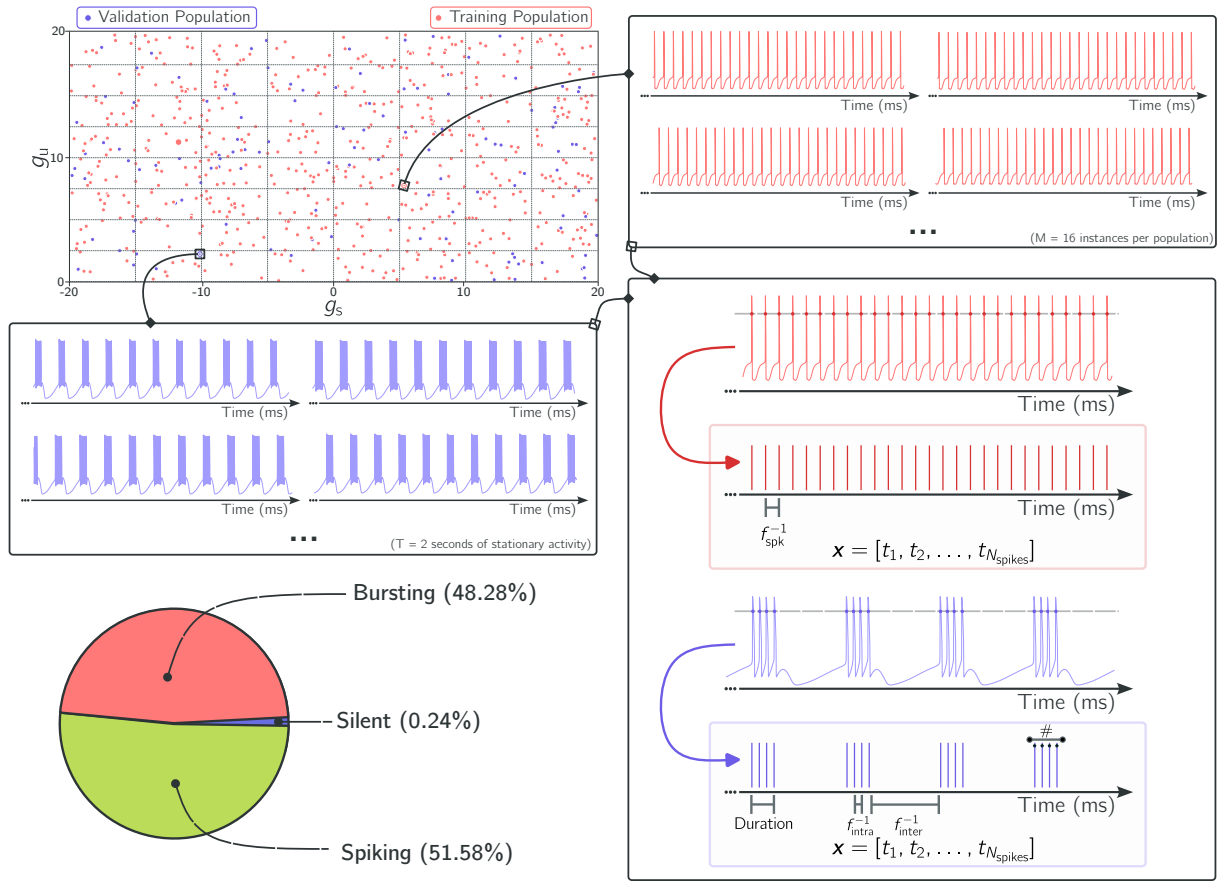 Validation Population
Training Population
20
10
0
g_u
-20
-10
0
10
20
g_s
... Time (ms)
... Time (ms)
... Time (ms)
... Time (ms)
...
(M = 16 instances per population)
... Time (ms)
... Time (ms)
... Time (ms)
... Time (ms)
...
(T = 2 seconds of stationary activity)
... Time (ms)
... Time (ms)
f_spk^-1
x = [t_1, t_2, . . . , t_N_spikes]
... Time (ms)
#
... Time (ms)
Duration
f_intra^-1
f_inter^-1
x = [t_1, t_2, . . . , t_N_spikes]
Bursting (48.28%)
Silent (0.24%)
Spiking (51.58%)